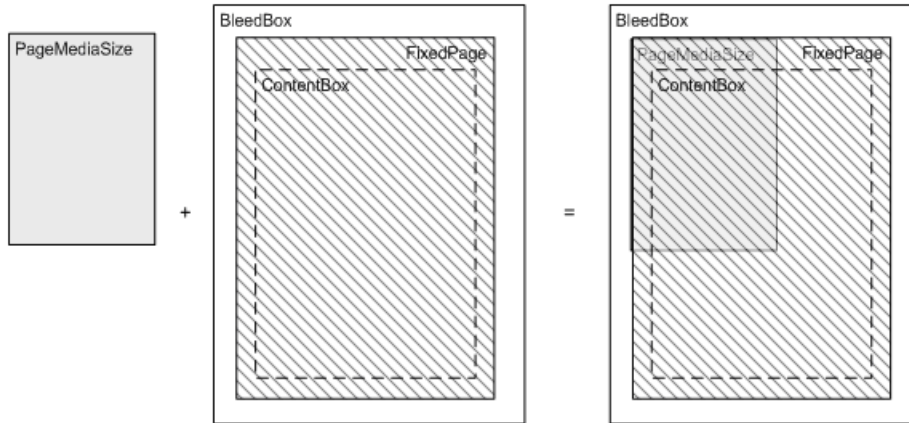 PageMediaSize
+
BleedBox
FixedPage
ContentBox
=
BleedBox
PageMediaSize
FixedPage
ContentBox